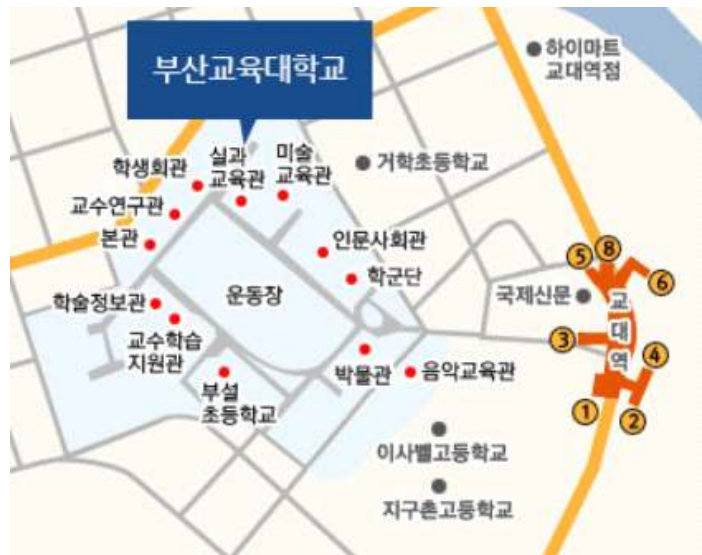 부산교육대학교
하이마트
교대역점
학생회관
실과
교육관
미술
교육관
거학초등학교
교수연구관
본관
인문사회관
학군단
운동장
학술정보관
교수학습
지원관
부설
초등학교
박물관
음악교육관
국제신문
교대역
5
8
6
3
4
1
2
이사벨고등학교
지구촌고등학교